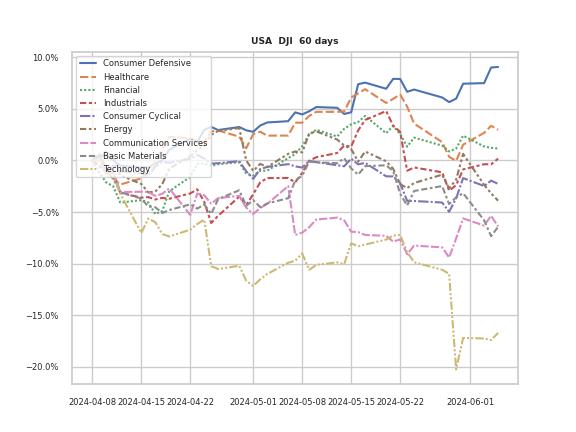 USA DJI 60 days
10.0%
5.0%
0.0%
−5.0%
−10.0%
−15.0%
−20.0%
Consumer Defensive
Healthcare
Financial
Industrials
Consumer Cyclical
Energy
Communication Services
Basic Materials
Technology
2024-04-08 2024-04-15 2024-04-22 2024-05-01 2024-05-08 2024-05-15 2024-05-22 2024-06-01